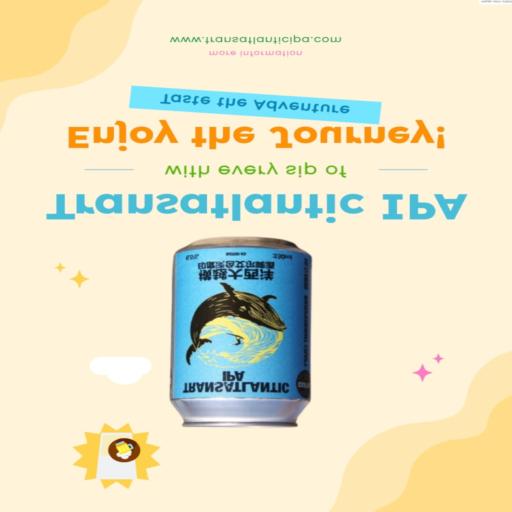 TRANSATLANTIC
IPA
Transatlantic IPA
with every sip of
Enjoy the Journey!
Taste the Adventure
more information
www.transatlanticipa.com